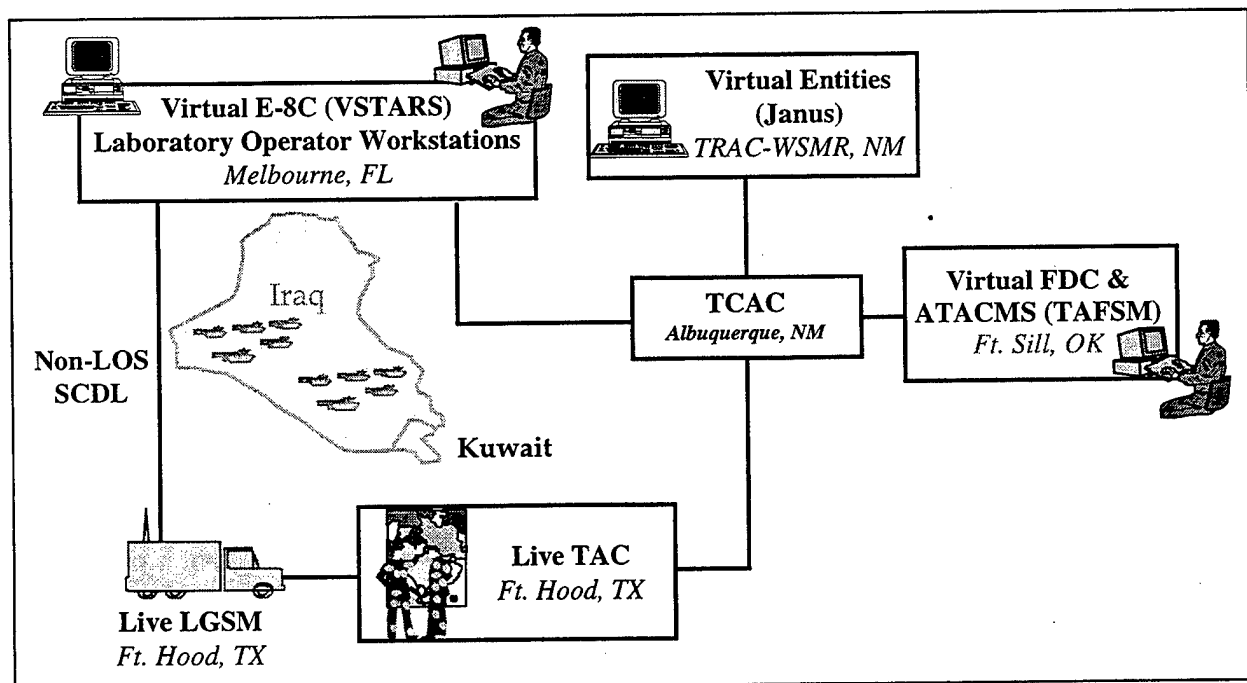 Virtual E-8C (VSTARS)
Laboratory Operator Workstations
Melbourne, FL
Virtual Entities
(Janus)
TRAC-WSMR, NM
Iraq
Kuwait
Non-LOS
SCDL
TCAC
Albuquerque, NM
Virtual FDC &
ATACMS (TAFSM)
Ft. Sill, OK
Live LGSM
Ft. Hood, TX
Live TAC
Ft. Hood, TX